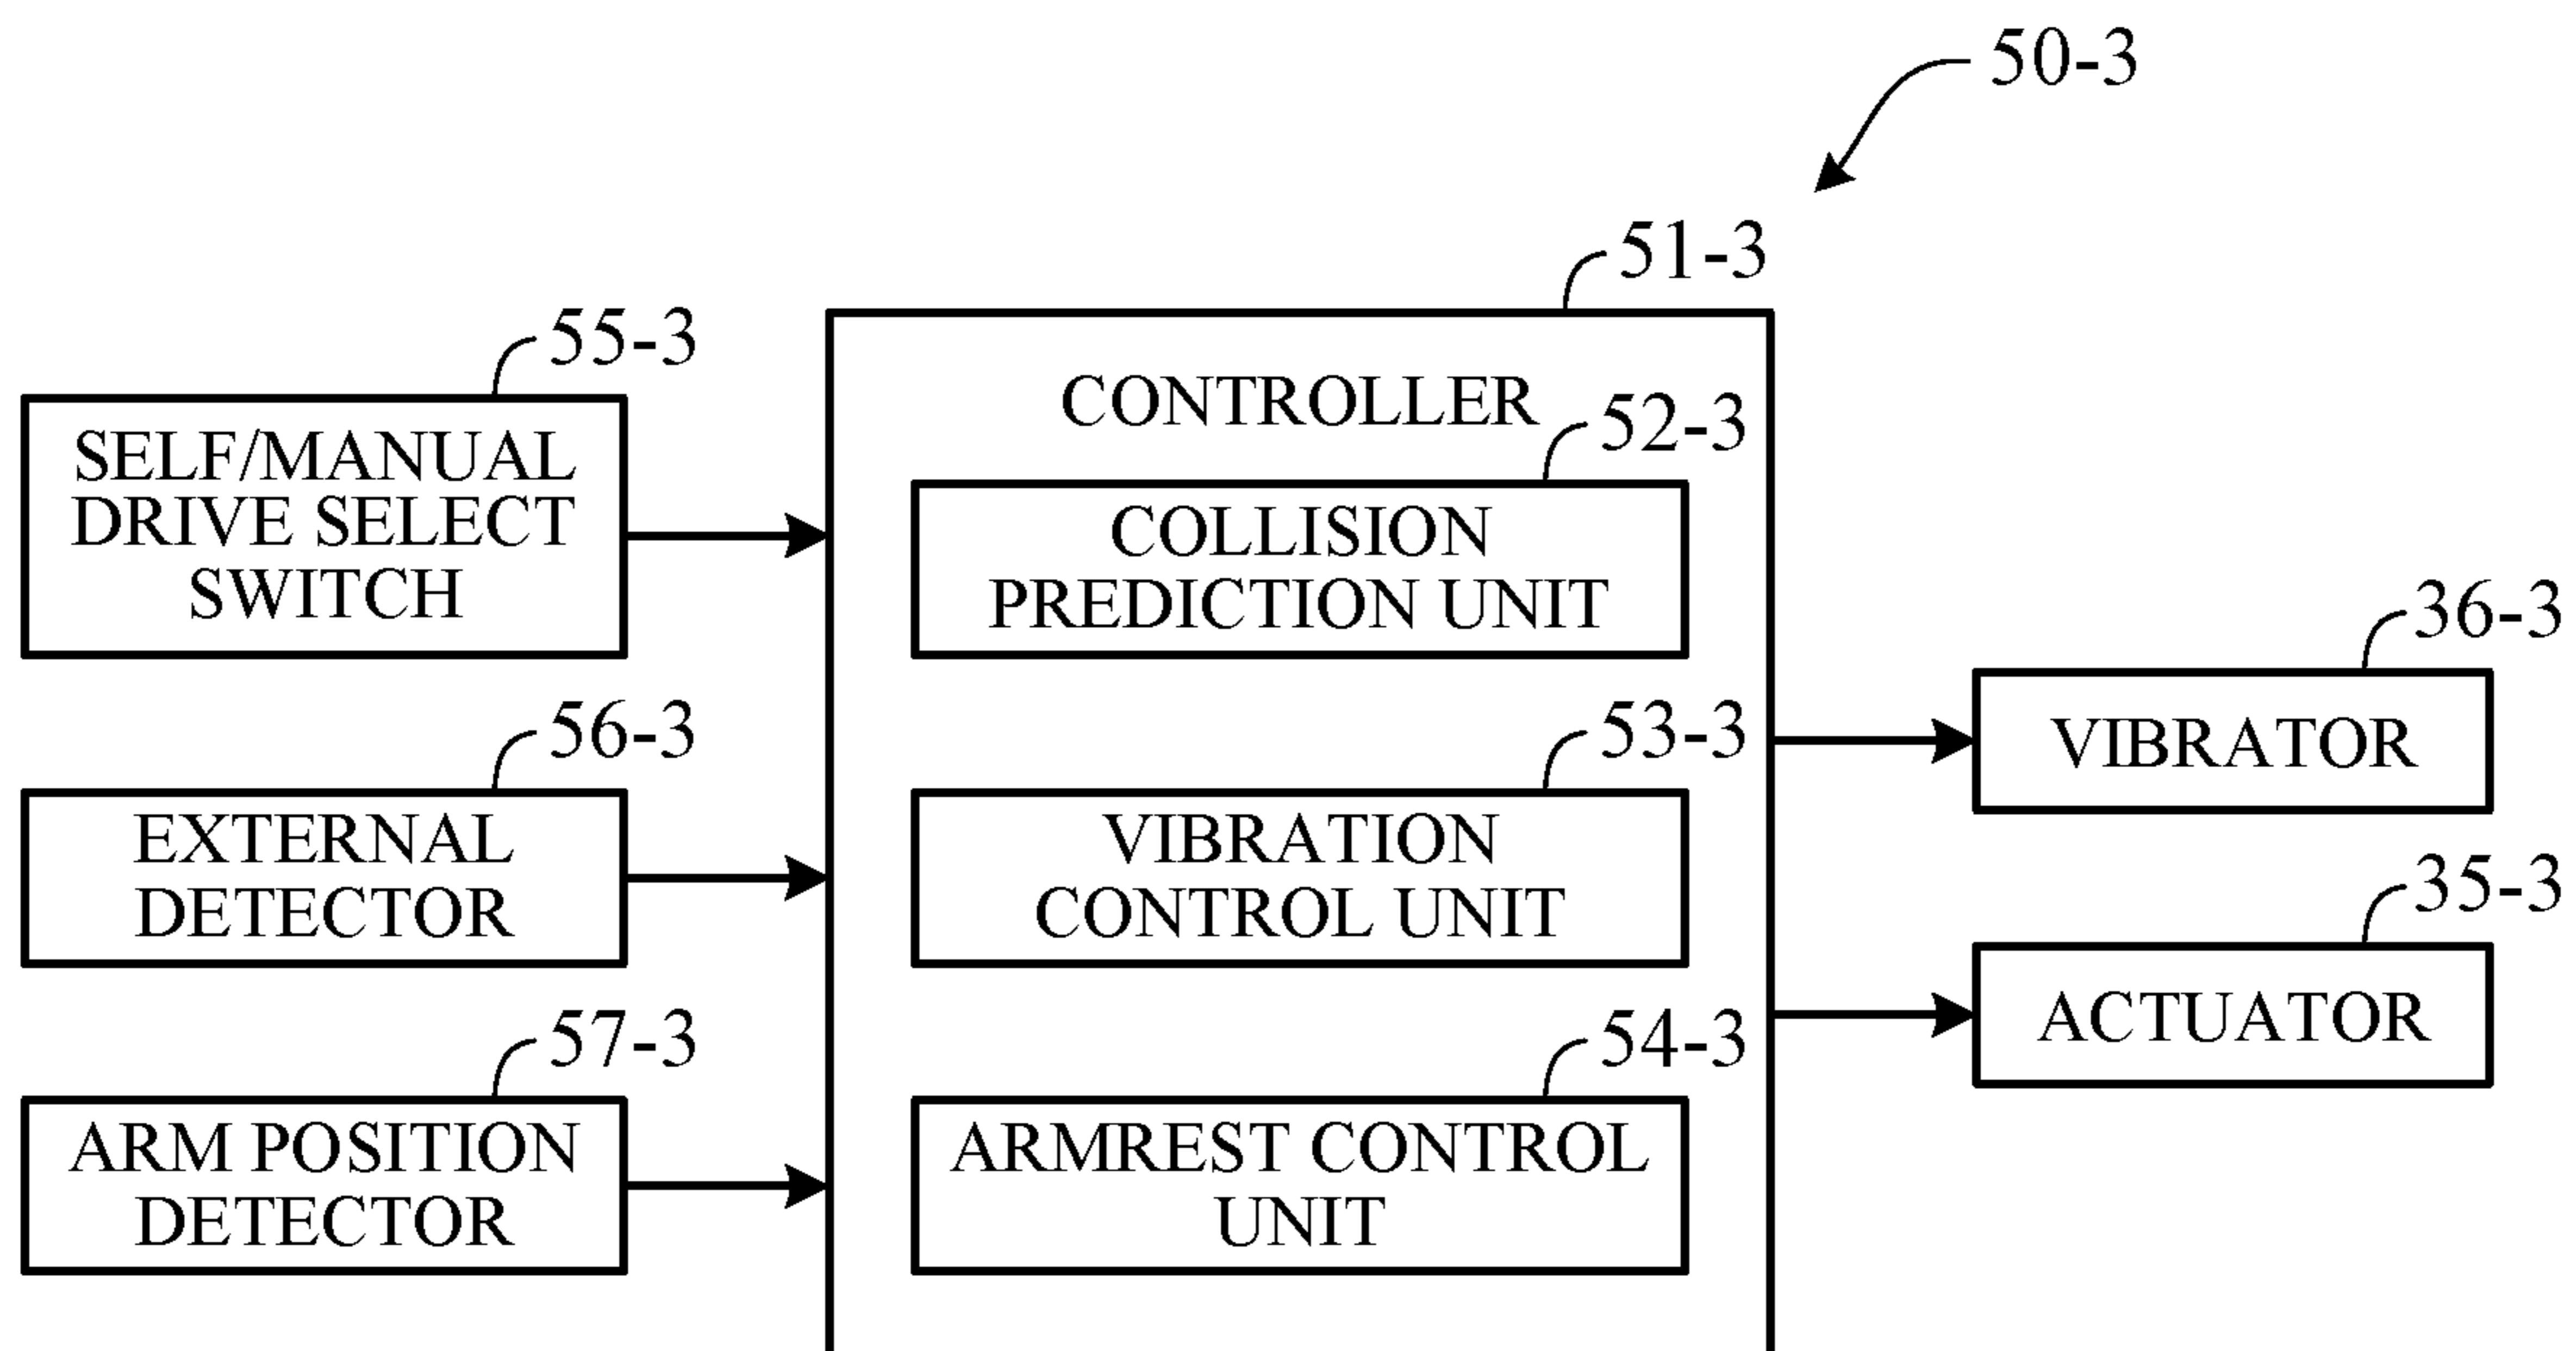 50-3
51-3
CONTROLLER
55-3
SELF/MANUAL
DRIVE SELECT
SWITCH
56-3
EXTERNAL
DETECTOR
57-3
ARM POSITION
DETECTOR
52-3
COLLISION
PREDICTION UNIT
53-3
VIBRATION
CONTROL UNIT
54-3
ARMREST CONTROL
UNIT
36-3
VIBRATOR
35-3
ACTUATOR